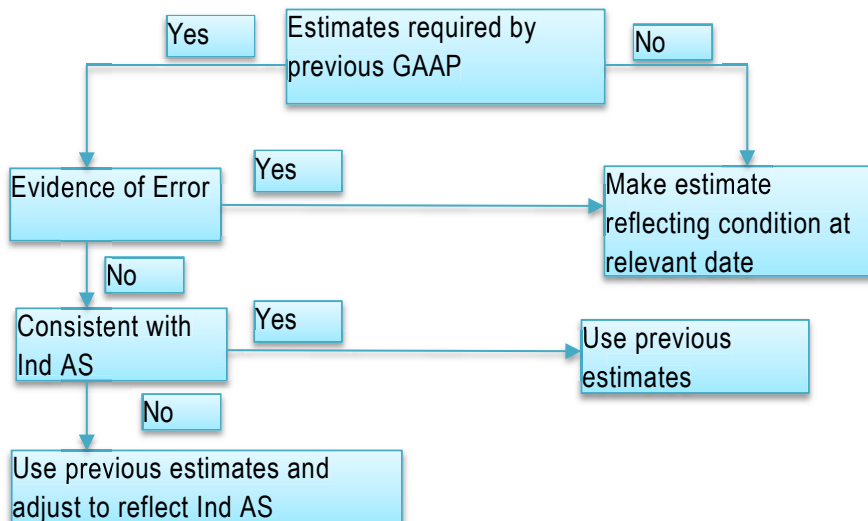 Yes
Estimates required by
previous GAAP
No
Evidence of Error
Yes
Make estimate
reflecting condition at
relevant date
No
Consistent with
Ind AS
Yes
Use previous
estimates
No
Use previous estimates and
adjust to reflect Ind AS